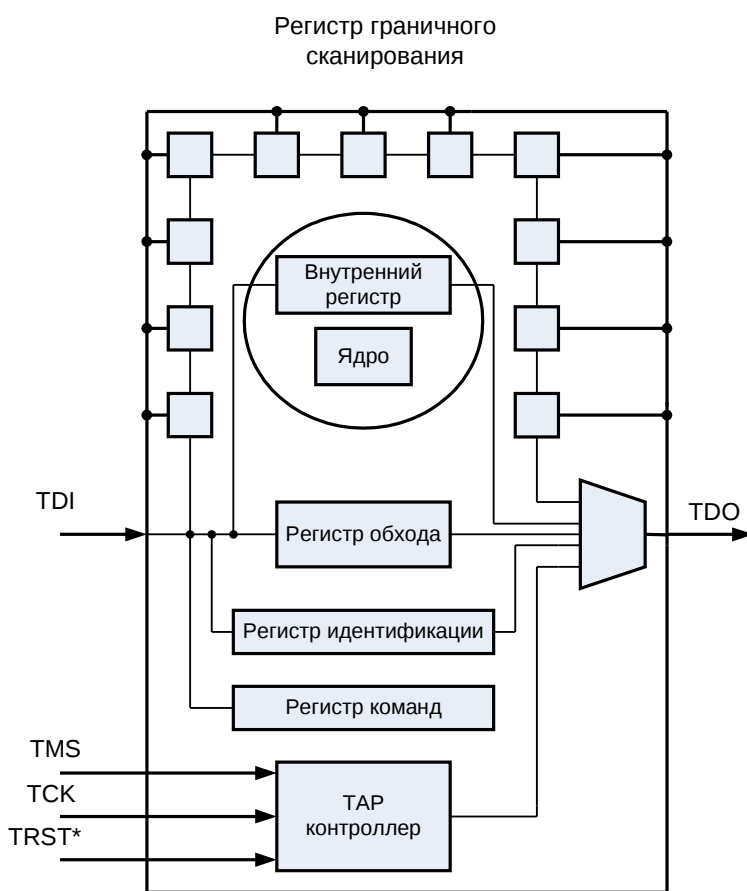 Регистр граничного
сканирования
Внутренний
регистр
Ядро
TDI
Регистр обхода
TDO
Регистр идентификации
Регистр команд
TMS
TCK
TRST*
TAP
контроллер